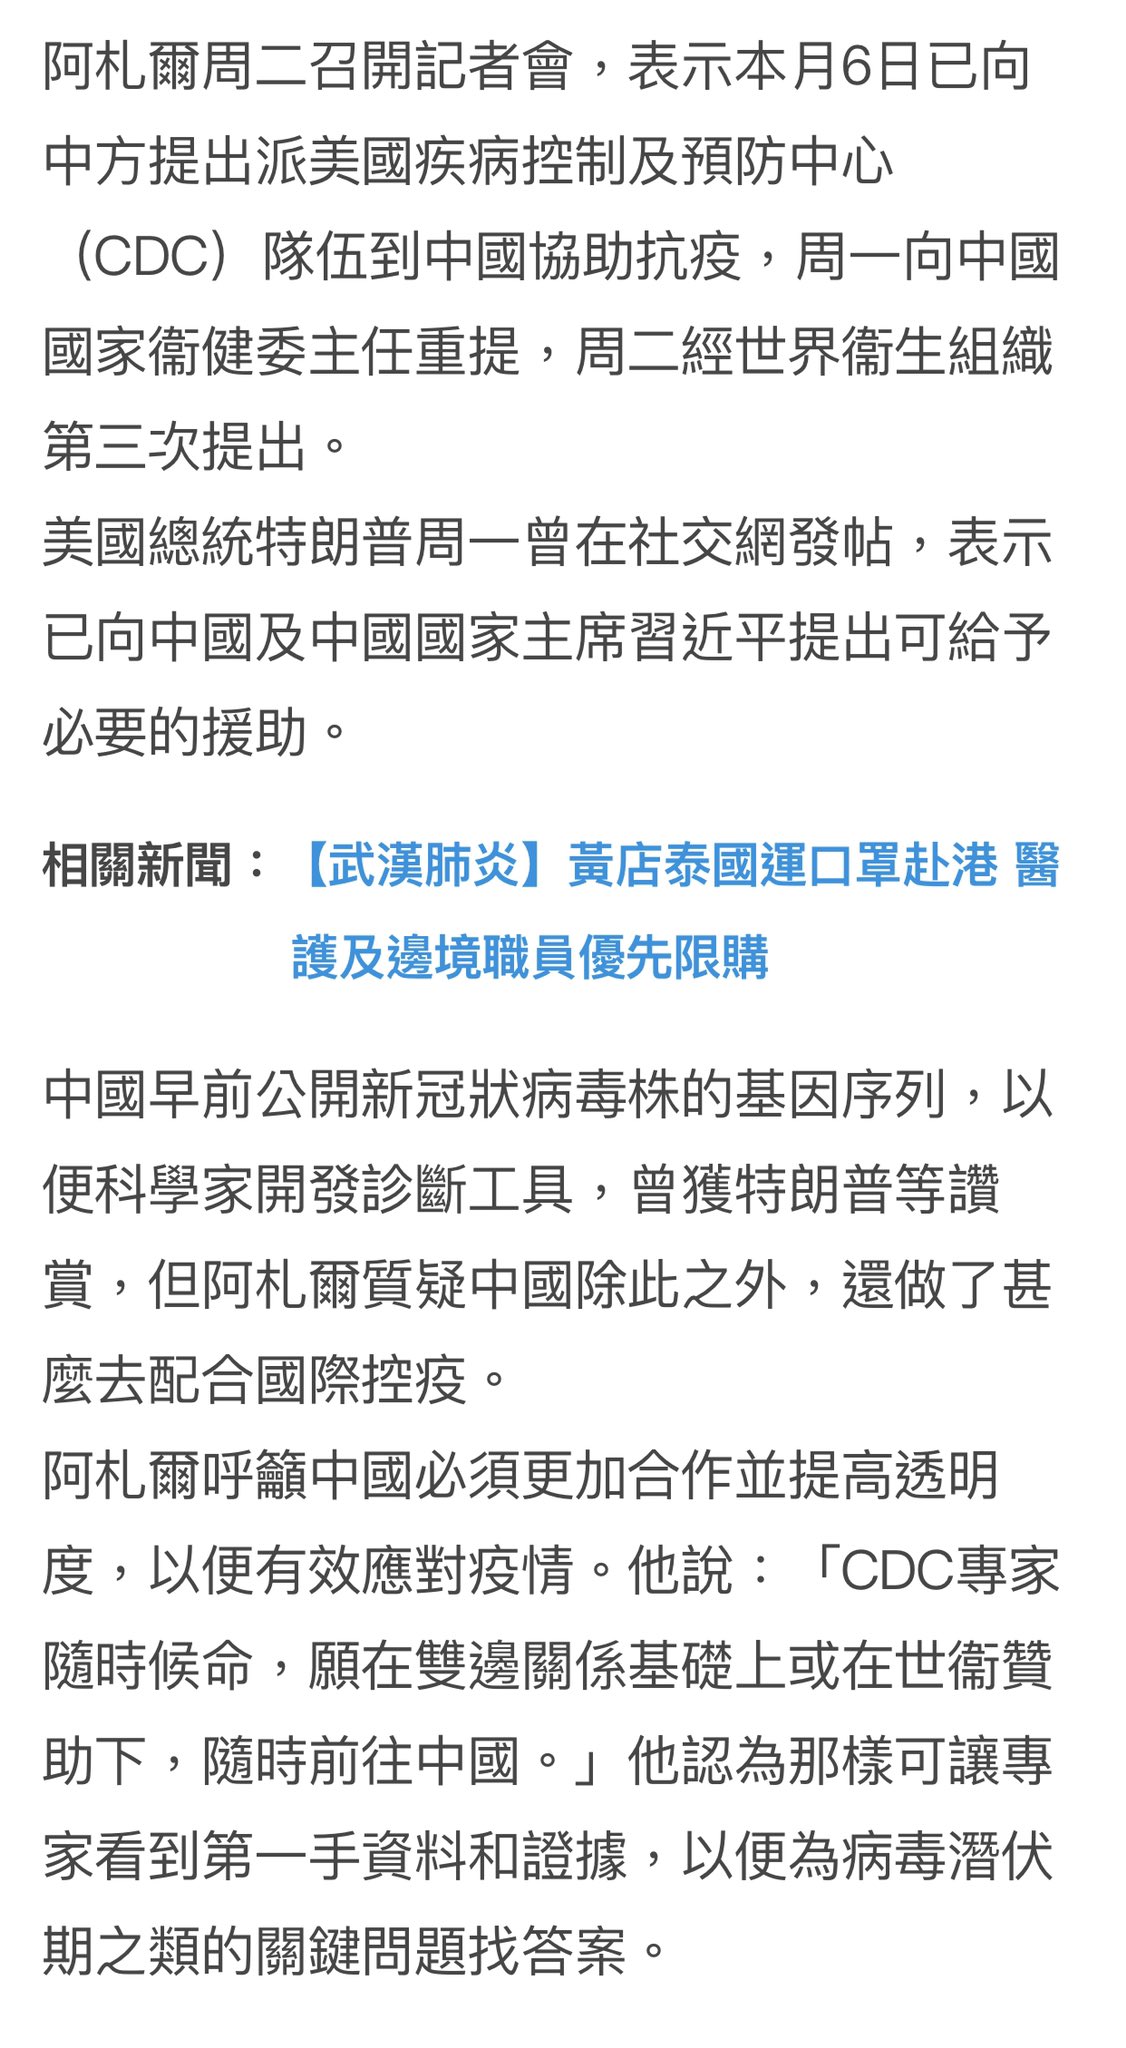 阿札爾周二召開記者會，表示本月6日已向
中方提出派美國疾病控制及預防中心
（CDC）隊伍到中國協助抗疫，周一向中國
國家衞健委主任重提，周二經世界衞生組織
第三次提出。
美國總統特朗普周一曾在社交網發帖，表示
已向中國及中國國家主席習近平提出可給予
必要的援助。
相關新聞：【武漢肺炎】黃店泰國運口罩赴港 醫
護及邊境職員優先限購
中國早前公開新冠狀病毒株的基因序列，以
便科學家開發診斷工具，曾獲特朗普等讚
賞，但阿札爾質疑中國除此之外，還做了甚
麼去配合國際控疫。
阿札爾呼籲中國必須更加合作並提高透明
度，以便有效應對疫情。他說：「CDC專家
隨時候命，願在雙邊關係基礎上或在世衞贊
助下，隨時前往中國。」他認為那樣可讓專
家看到第一手資料和證據，以便為病毒潛伏
期之類的關鍵問題找答案。